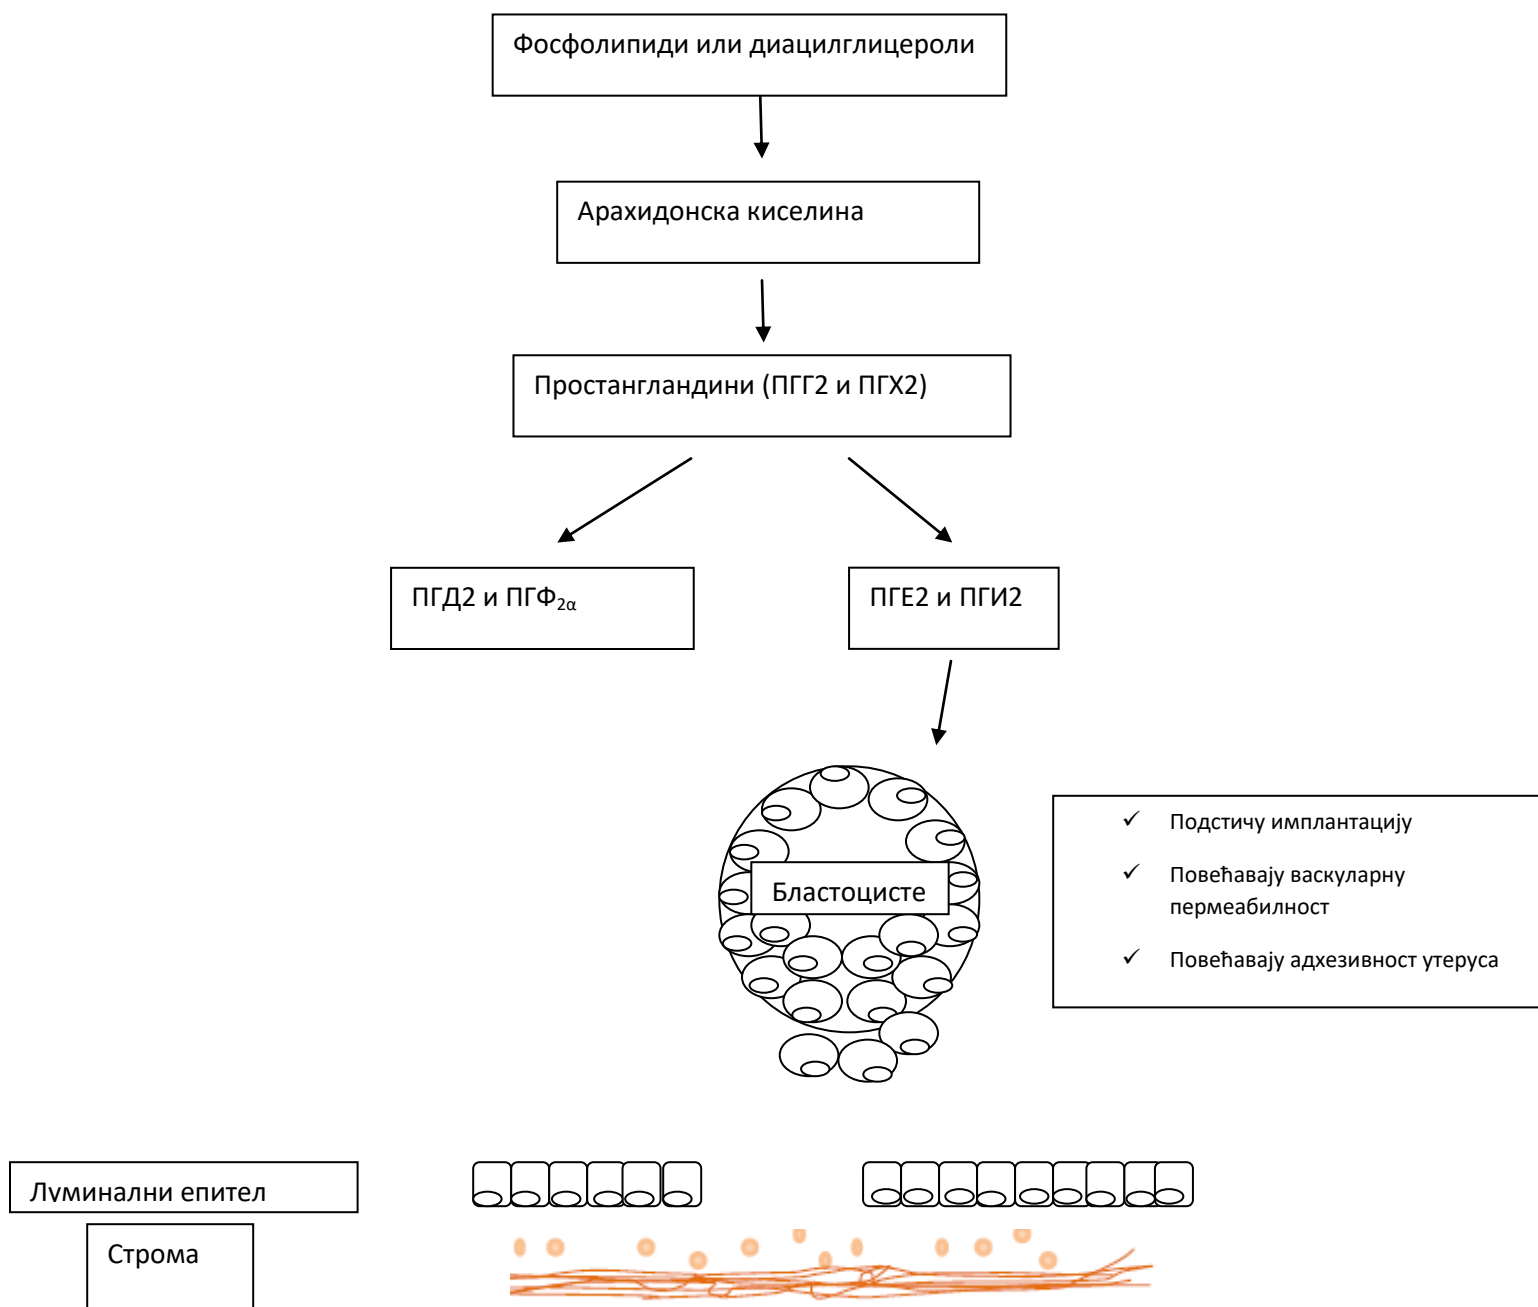 Фосфолипиди или диацилглицероли
Арахидонска киселина
Простангландини (ПГГ2 и ПГХ2)
ПГД2 и ПГФ2α
ПГЕ2 и ПГИ2
Бластоцисте
✓ Подстичу имплантацију
✓ Повећавају васкуларну
пермеабилност
✓ Повећавају адхезивност утеруса
Луминални епител
Строма